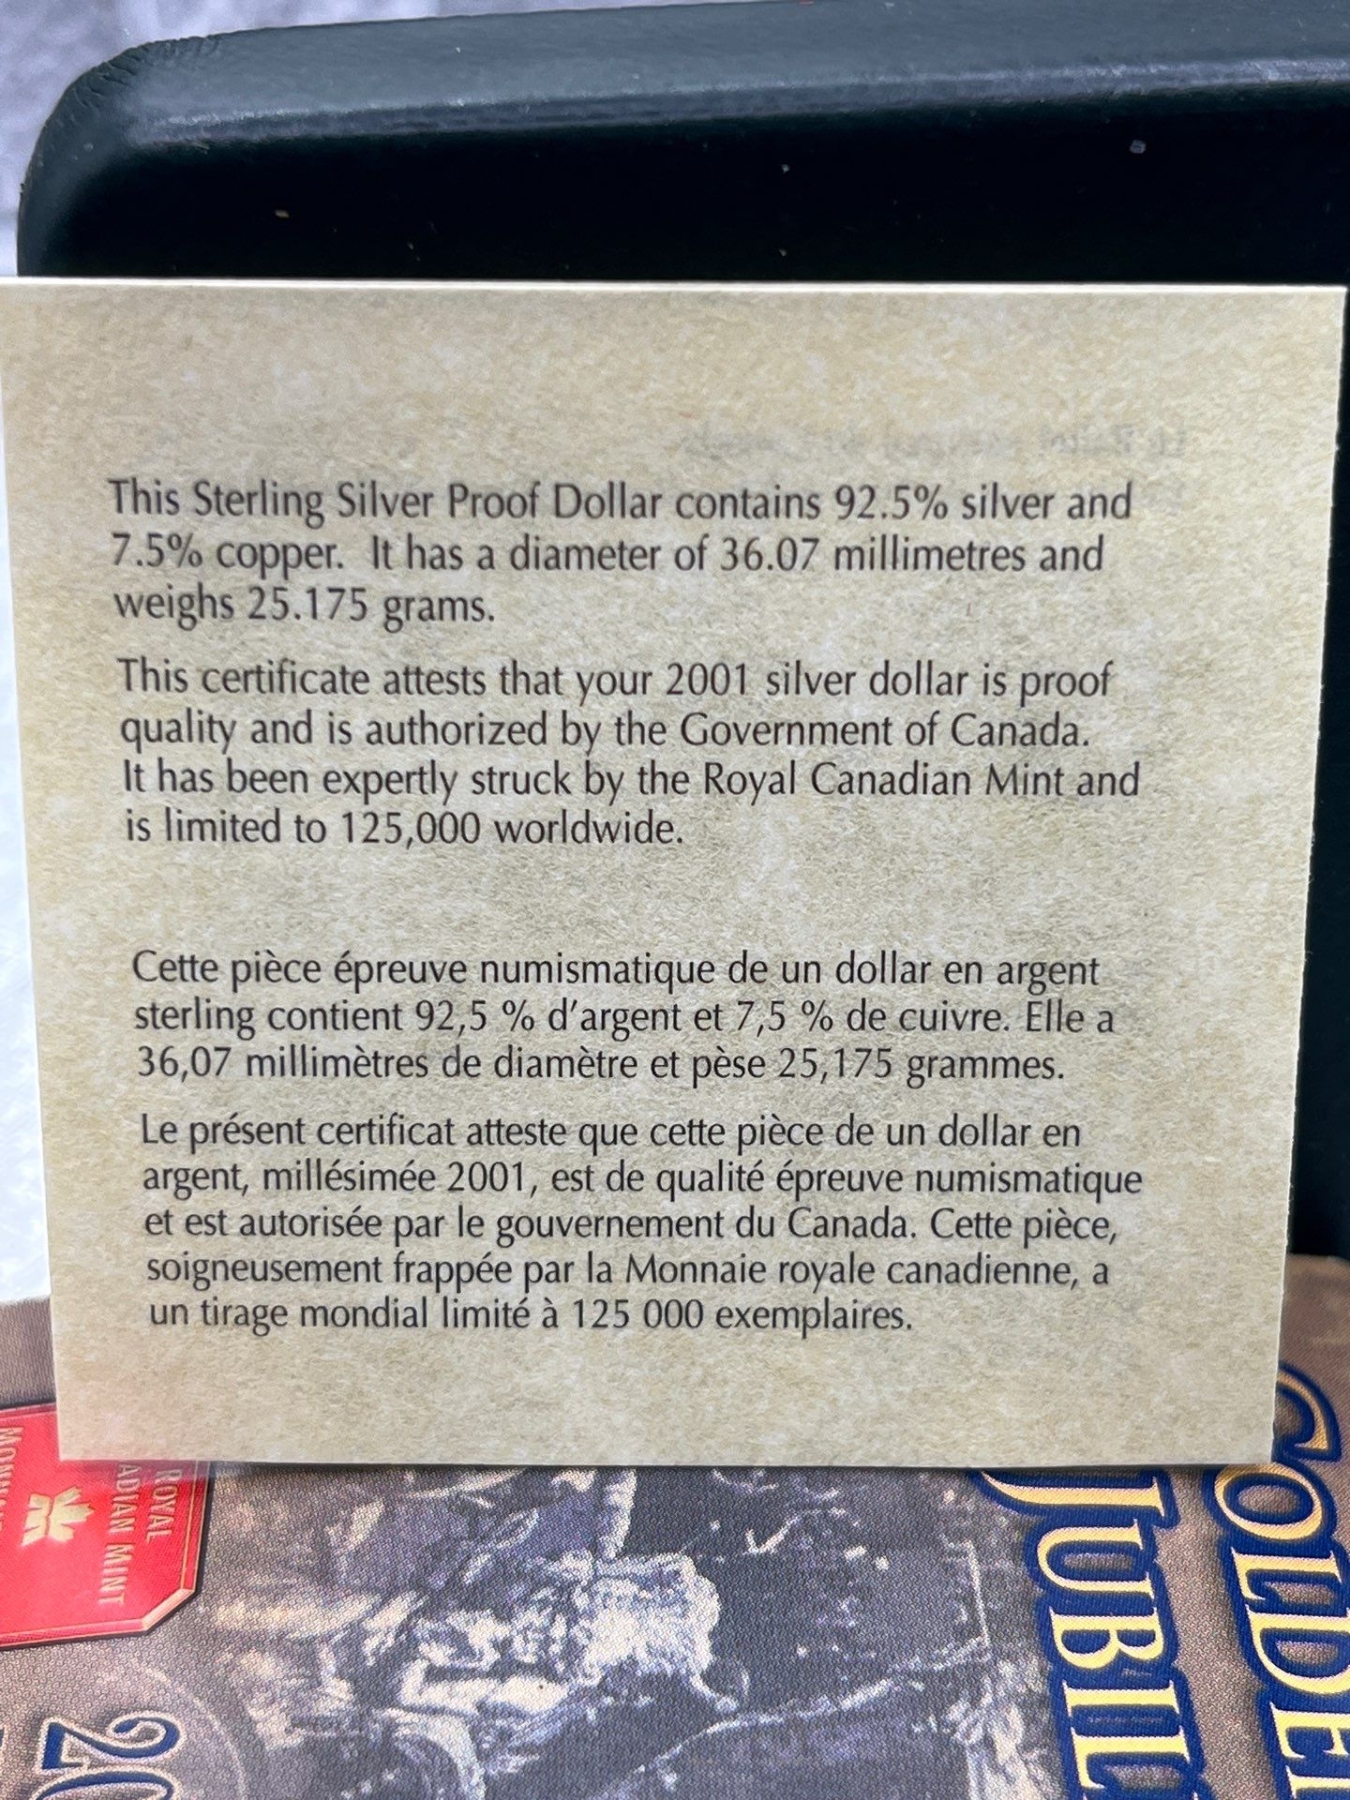 This Sterling Silver Proof Dollar contains 92.5% silver and
7.5% copper. It has a diameter of 36.07 millimetres and
weighs 25.175 grams.
This certificate attests that your 2001 silver dollar is proof
quality and is authorized by the Government of Canada.
It has been expertly struck by the Royal Canadian Mint and
is limited to 125,000 worldwide.
Cette pièce épreuve numismatique de un dollar en argent
sterling contient 92,5 % d'argent et 7,5 % de cuivre. Elle a
36,07 millimètres de diamètre et pèse 25,175 grammes.
Le présent certificat atteste que cette pièce de un dollar en
argent, millésimée 2001, est de qualité épreuve numismatique
et est autorisée par le gouvernement du Canada. Cette pièce,
soigneusement frappée par la Monnaie royale canadienne, a
un tirage mondial limité à 125 000 exemplaires.
ROYAL
ADIAN MINT